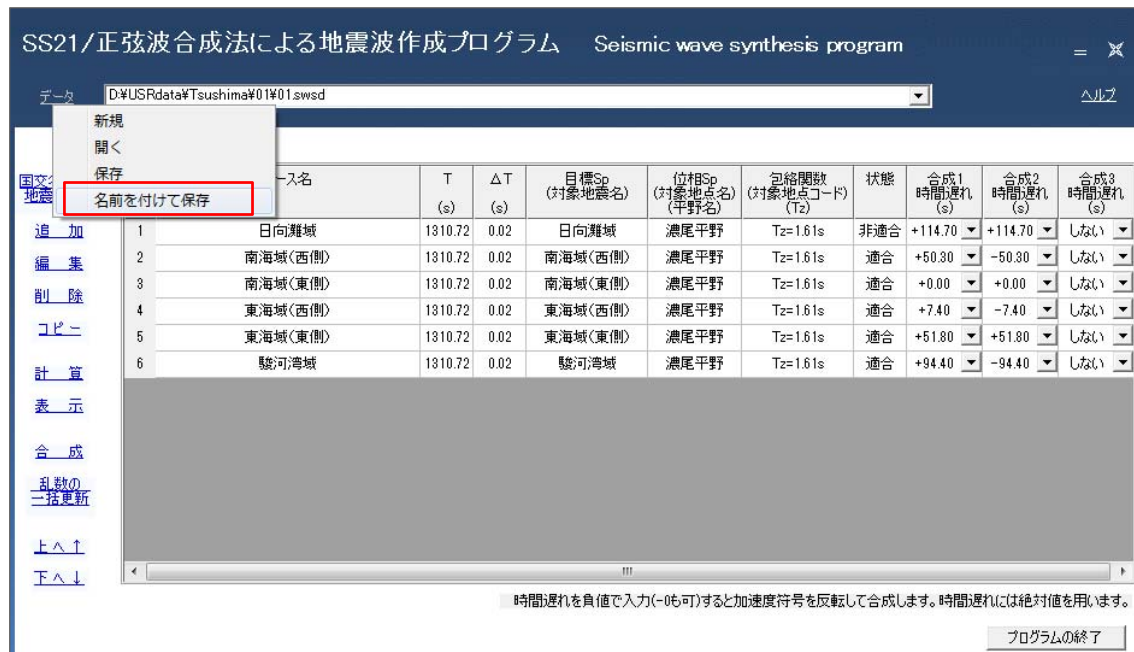 SS21/正弦波合成法による地震波作成プログラム Seismic wave synthesis program
データ D:¥USRdata¥Tsushima¥01¥01.swsd ヘルプ
新規
開く
保存
名前を付けて保存
国交
地震
追 加
編 集
削 除
コピー
計 算
表 示
合 成
乱数の
一括更新
上へ↑
下へ↓
ース名 T (s) ΔT (s) 目標Sp (対象地震名) 位相Sp (対象地点名) (平野名) 包絡関数 (対象地点コード) (Tz) 状態 合成1 時間遅れ (s) 合成2 時間遅れ (s) 合成3 時間遅れ (s)
1 日向灘域 1310.72 0.02 日向灘域 濃尾平野 Tz=1.61s 非適合 +114.70 +114.70 しない
2 南海域(西側) 1310.72 0.02 南海域(西側) 濃尾平野 Tz=1.61s 適合 +50.30 -50.30 しない
3 南海域(東側) 1310.72 0.02 南海域(東側) 濃尾平野 Tz=1.61s 適合 +0.00 +0.00 しない
4 東海域(西側) 1310.72 0.02 東海域(西側) 濃尾平野 Tz=1.61s 適合 +7.40 -7.40 しない
5 東海域(東側) 1310.72 0.02 東海域(東側) 濃尾平野 Tz=1.61s 適合 +51.80 +51.80 しない
6 駿河湾域 1310.72 0.02 駿河湾域 濃尾平野 Tz=1.61s 適合 +94.40 -94.40 しない
時間遅れを負値で入力(-0も可)すると加速度符号を反転して合成します。時間遅れには絶対値を用います。
プログラムの終了